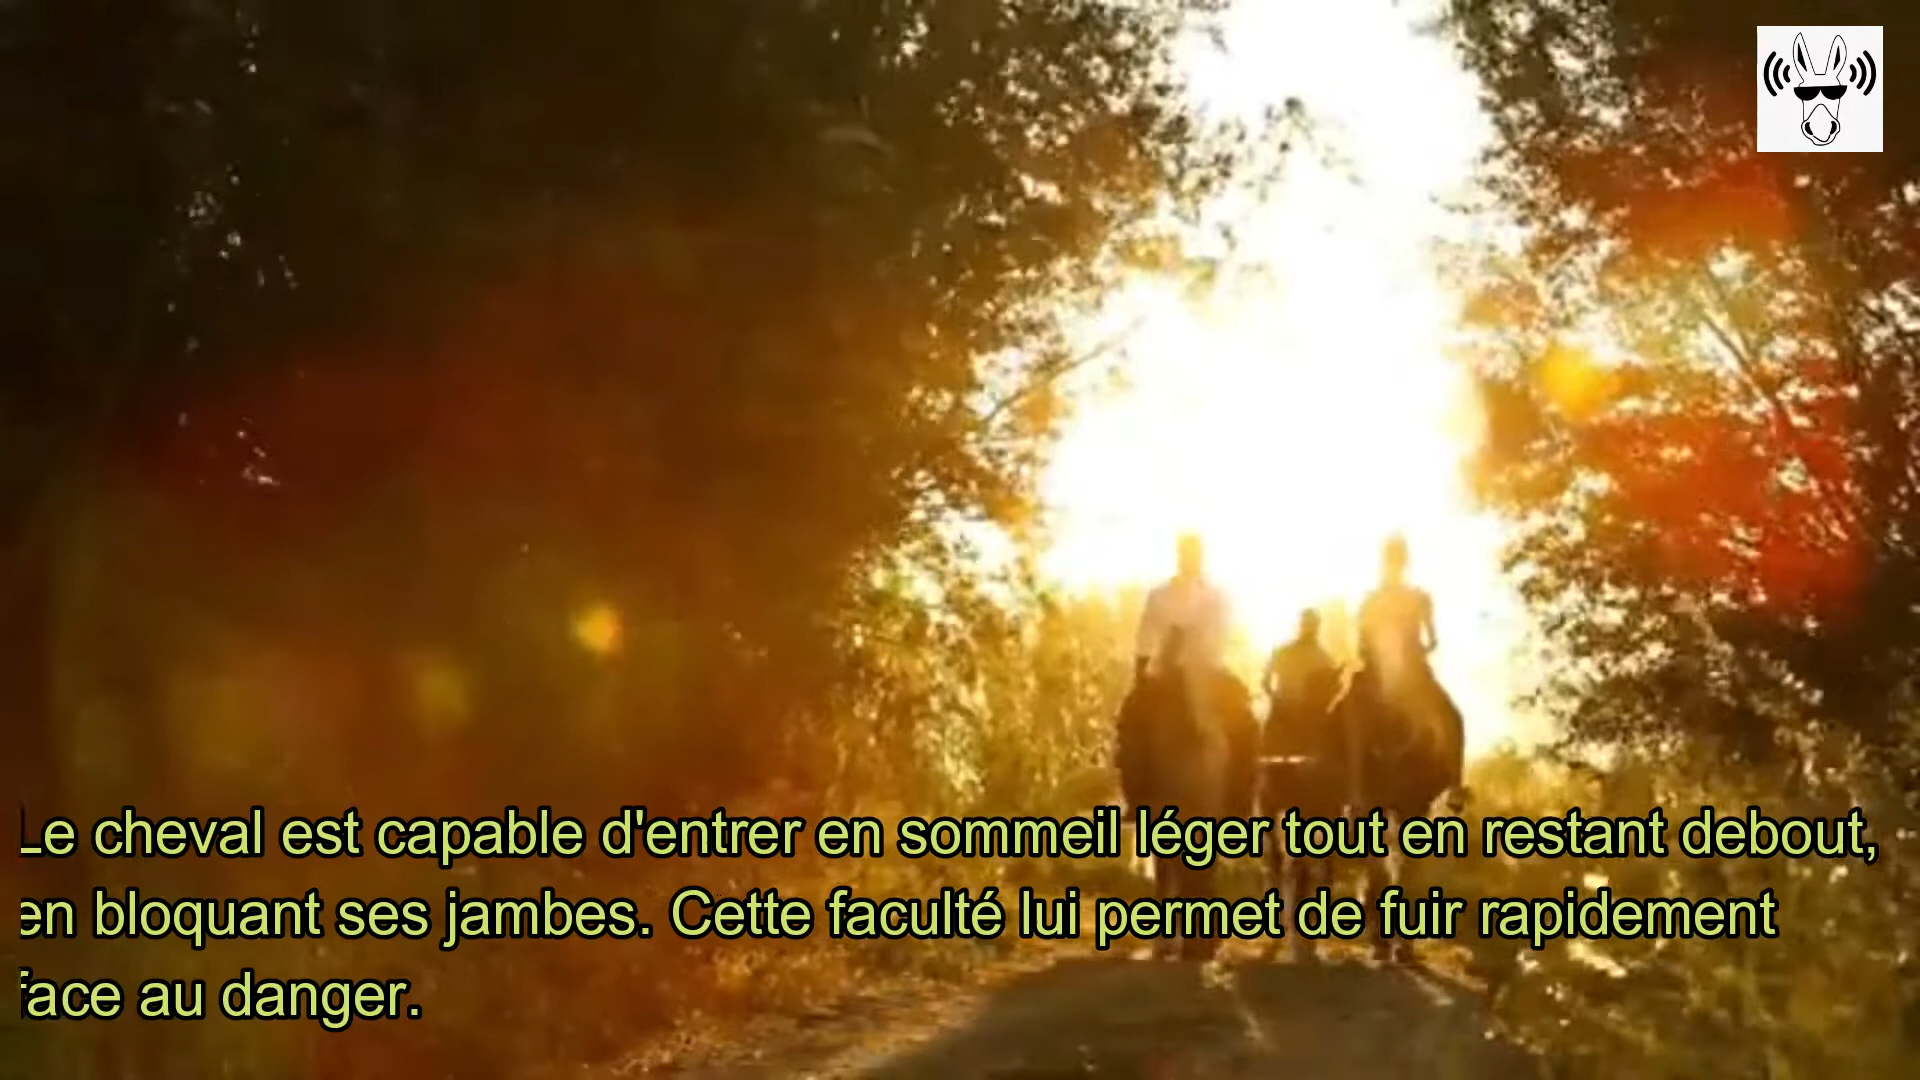 Le cheval est capable d'entrer en sommeil léger tout en restant debout,
en bloquant ses jambes. Cette faculté lui permet de fuir rapidement
face au danger.